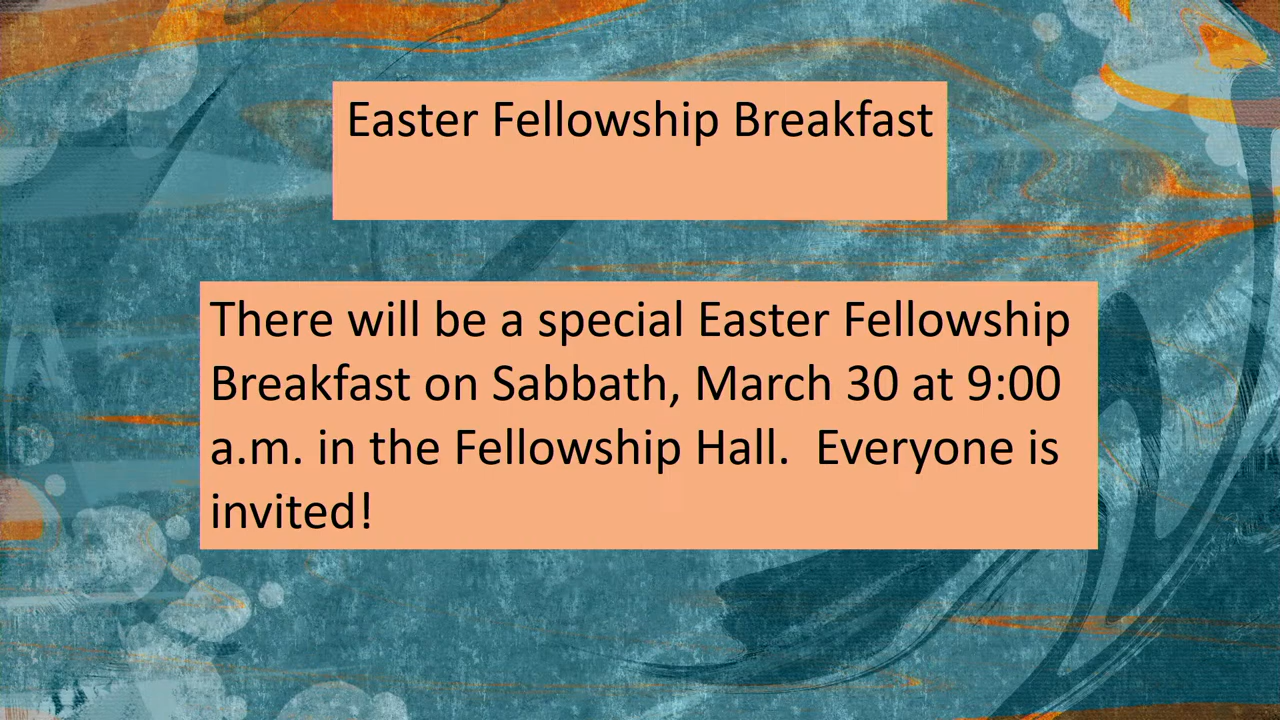 Easter Fellowship Breakfast
There will be a special Easter Fellowship
Breakfast on Sabbath, March 30 at 9:00
a.m. in the Fellowship Hall.  Everyone is
invited!